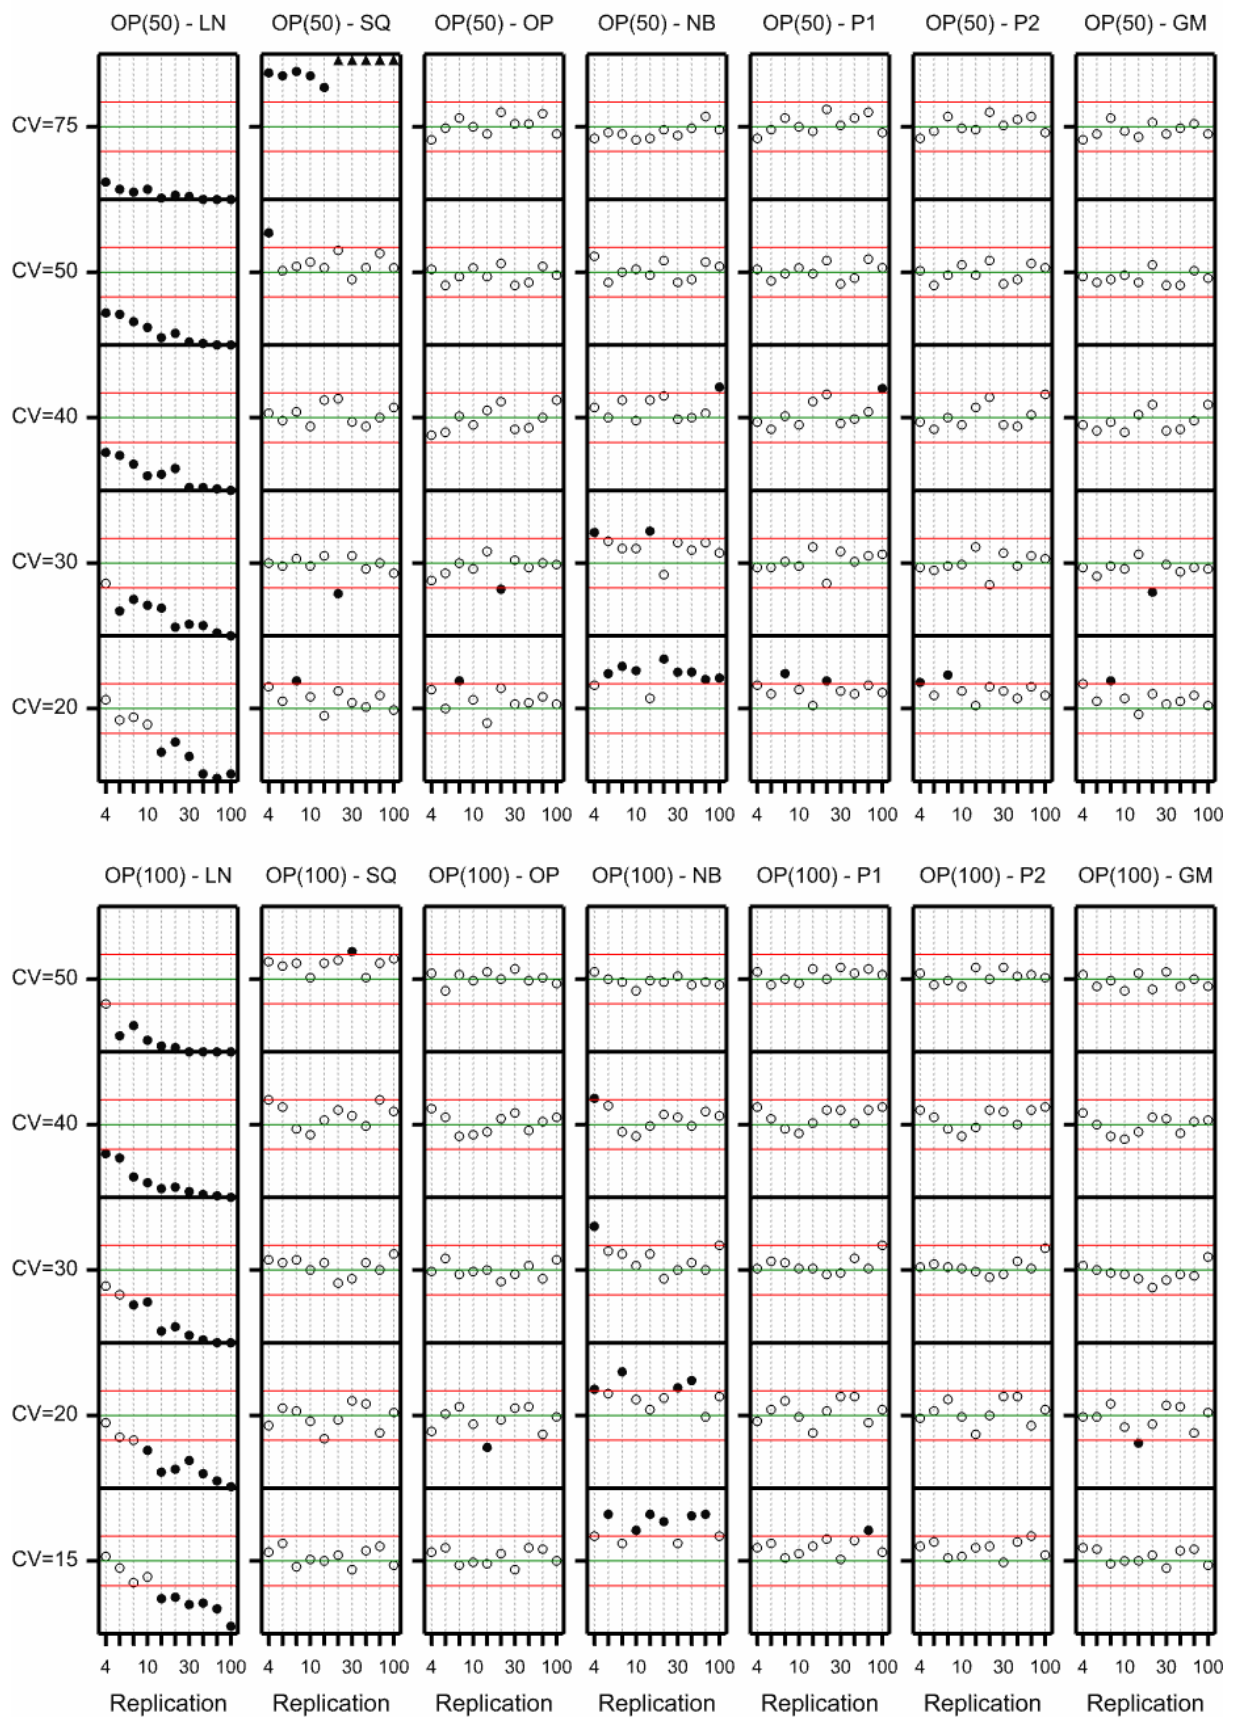 OP(50) - LN OP(50) - SQ OP(50) - OP OP(50) - NB OP(50) - P1 OP(50) - P2 OP(50) - GM
CV=75
CV=50
CV=40
CV=30
CV=20
4 10 30 100 4 10 30 100 4 10 30 100 4 10 30 100 4 10 30 100 4 10 30 100 4 10 30 100
OP(100) - LN OP(100) - SQ OP(100) - OP OP(100) - NB OP(100) - P1 OP(100) - P2 OP(100) - GM
CV=50
CV=40
CV=30
CV=20
CV=15
4 10 30 100 4 10 30 100 4 10 30 100 4 10 30 100 4 10 30 100 4 10 30 100 4 10 30 100
Replication Replication Replication Replication Replication Replication Replication